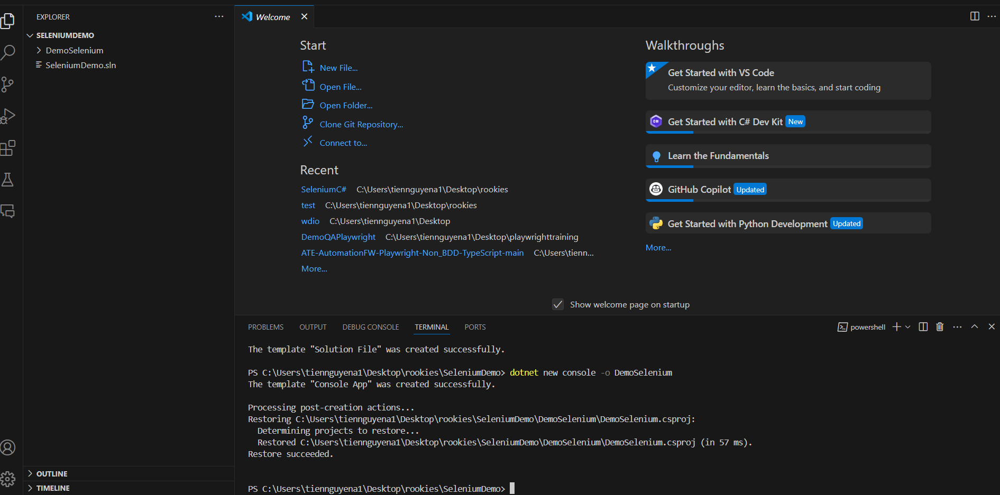 EXPLORER
SELENIUMDEMO
DemoSelenium
SeleniumDemo.sln
OUTLINE
TIMELINE
Welcome
Start
New File...
Open File...
Open Folder...
Clone Git Repository...
Connect to...
Recent
SeleniumC# C:\Users\tiennguyena1\Desktop\rookies
test C:\Users\tiennguyena1\Desktop\rookies
wdio C:\Users\tiennguyena1\Desktop
DemoQAPlaywright C:\Users\tiennguyena1\Desktop\playwrighttraining
ATE-AutomationFW-Playwright-Non_BDD-TypeScript-main C:\Users\tienn...
More...
Walkthroughs
Get Started with VS Code
Customize your editor, learn the basics, and start coding
Get Started with C# Dev Kit New
Learn the Fundamentals
GitHub Copilot Updated
Get Started with Python Development Updated
More...
Show welcome page on startup
PROBLEMS OUTPUT DEBUG CONSOLE TERMINAL PORTS
powershell
The template "Solution File" was created successfully.
PS C:\Users\tiennguyena1\Desktop\rookies\SeleniumDemo> dotnet new console -o DemoSelenium
The template "Console App" was created successfully.
Processing post-creation actions...
Restoring C:\Users\tiennguyena1\Desktop\rookies\SeleniumDemo\DemoSelenium\DemoSelenium.csproj:
Determining projects to restore...
Restored C:\Users\tiennguyena1\Desktop\rookies\SeleniumDemo\DemoSelenium\DemoSelenium.csproj (in 57 ms).
Restore succeeded.
PS C:\Users\tiennguyena1\Desktop\rookies\SeleniumDemo>